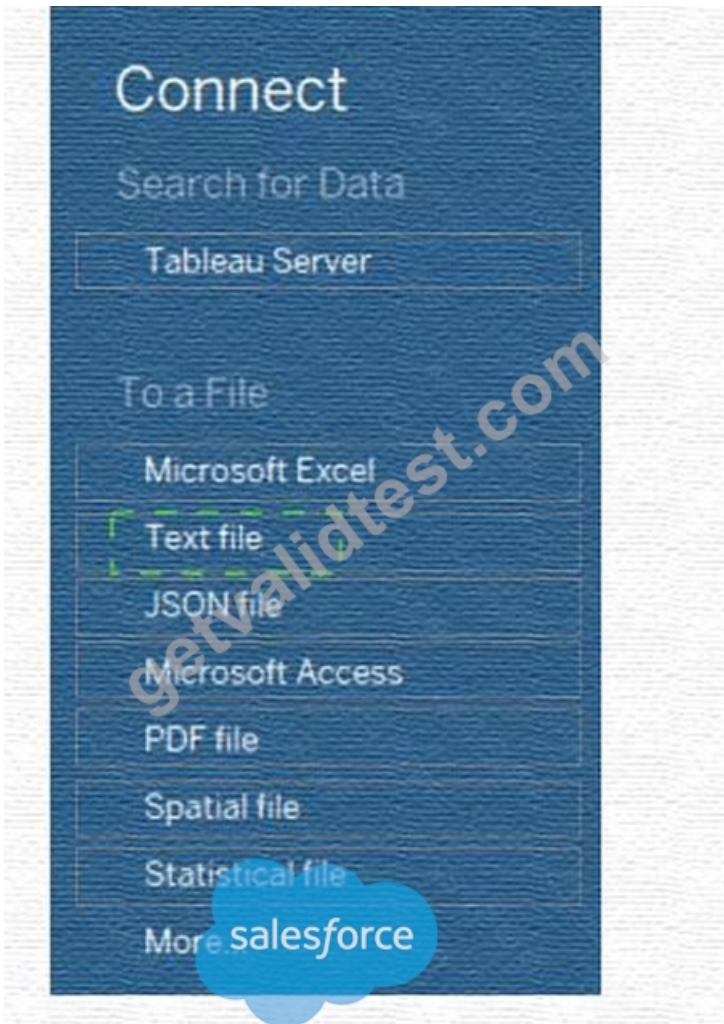 Connect
Search for Data
Tableau Server
To a File
Microsoft Excel
Text file
JSON file
Microsoft Access
PDF file
Spatial file
Statistical file
More...
salesforce
getvalidtest.com